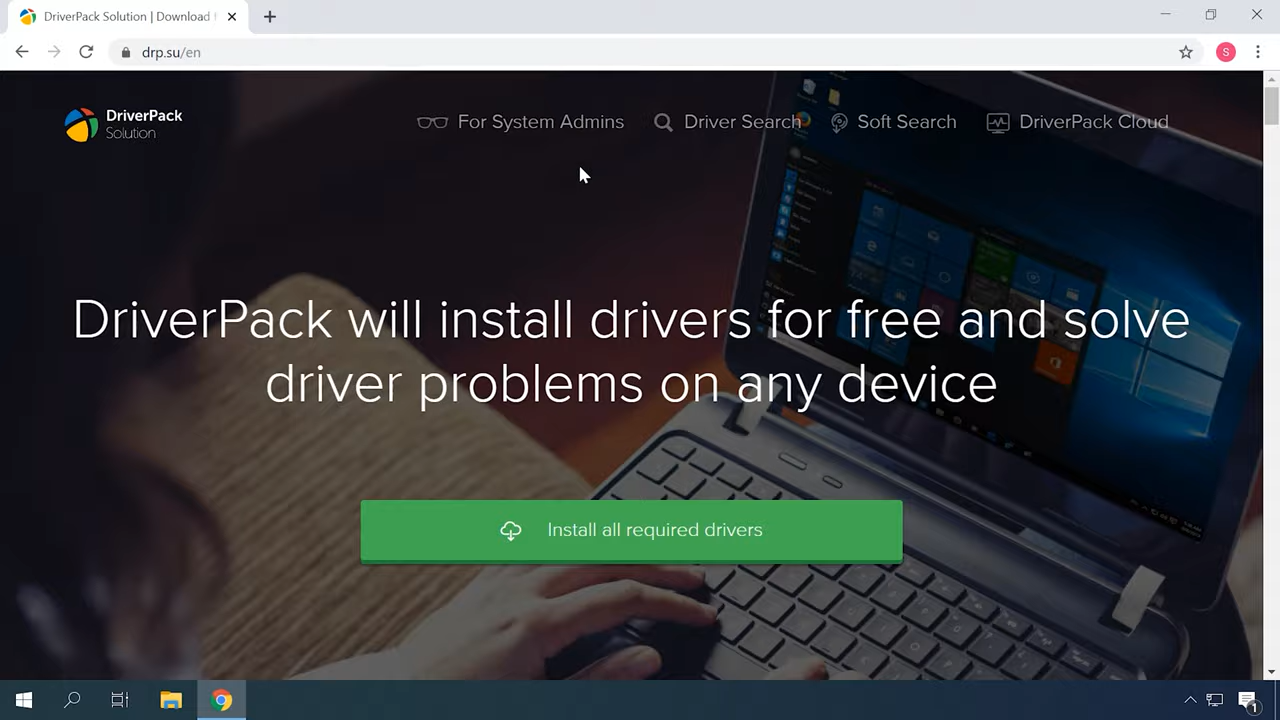 DriverPack Solution | Download f
drp.su/en
S
DriverPack
Solution
For System Admins
Driver Search
Soft Search
DriverPack Cloud
DriverPack will install drivers for free and solve
driver problems on any device
Install all required drivers
1